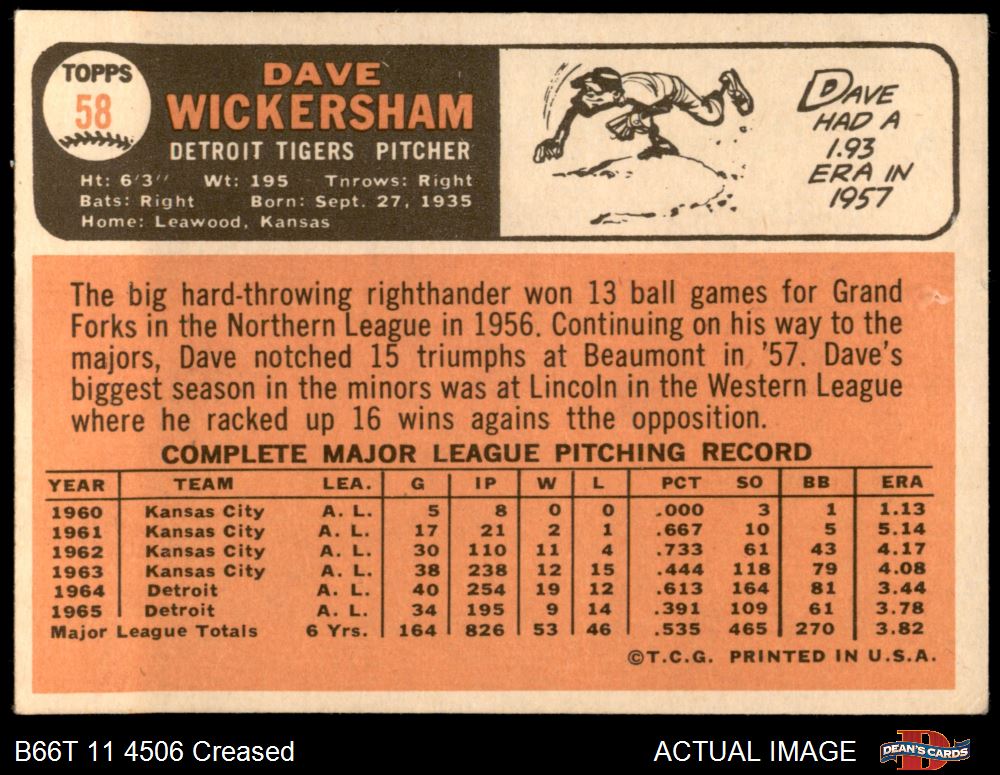 TOPPS
58
DAVE
WICKERSHAM
DETROIT TIGERS PITCHER
Ht: 6'3" Wt: 195 Throws: Right
Bats: Right Born: Sept. 27, 1935
Home: Leawood, Kansas
DAVE
HAD A
1.93
ERA IN
1957
The big hard-throwing righthander won 13 ball games for Grand
Forks in the Northern League in 1956. Continuing on his way to the
majors, Dave notched 15 triumphs at Beaumont in '57. Dave's
biggest season in the minors was at Lincoln in the Western League
where he racked up 16 wins agains tthe opposition.
COMPLETE MAJOR LEAGUE PITCHING RECORD
YEAR TEAM LEA. G IP W L PCT SO BB ERA
1960 Kansas City A. L. 5 8 0 0 .000 3 1 1.13
1961 Kansas City A. L. 17 21 2 1 .667 10 5 5.14
1962 Kansas City A. L. 30 110 11 4 .733 61 43 4.17
1963 Kansas City A. L. 38 238 12 15 .444 118 79 4.08
1964 Detroit A. L. 40 254 19 12 .613 164 81 3.44
1965 Detroit A. L. 34 195 9 14 .391 109 61 3.78
Major League Totals 6 Yrs. 164 826 53 46 .535 465 270 3.82
©T.C.G. PRINTED IN U.S.A.
B66T 11 4506 Creased
ACTUAL IMAGE
DEAN'S CARDS